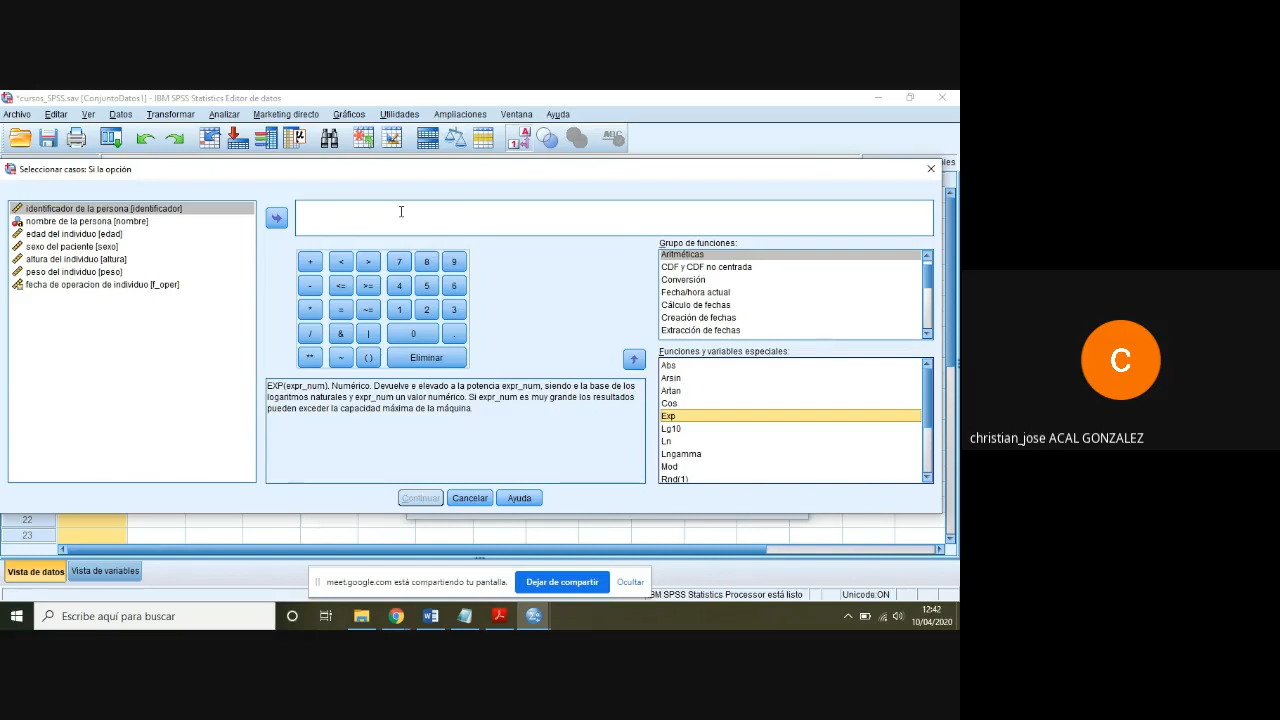 *cursos_SPSS.sav [ConjuntoDatos1] - IBM SPSS Statistics Editor de datos
Archivo Editar Ver Datos Transformar Analizar Marketing directo Gráficos Utilidades Ampliaciones Ventana Ayuda
Seleccionar casos: Si la opción
identificador de la persona [identificador]
nombre de la persona [nombre]
edad del individuo [edad]
sexo del paciente [sexo]
altura del individuo [altura]
peso del individuo [peso]
fecha de operacion de individuo [f_oper]
+ < > 7 8 9
- <= >= 4 5 6
* = ~= 1 2 3
/ & | 0 .
** ~ ( ) Eliminar
Grupo de funciones:
Aritméticas
CDF y CDF no centrada
Conversión
Fecha/hora actual
Cálculo de fechas
Creación de fechas
Extracción de fechas
Funciones y variables especiales:
Abs
Arsin
Artan
Cos
Exp
Lg10
Ln
Lngamma
Mod
Rnd(1)
EXP(expr_num). Numérico. Devuelve e elevado a la potencia expr_num, siendo e la base de los
logaritmos naturales y expr_num un valor numérico. Si expr_num es muy grande los resultados
pueden exceder la capacidad máxima de la máquina.
Continuar Cancelar Ayuda
22
23
Vista de datos Vista de variables
meet.google.com está compartiendo tu pantalla. Dejar de compartir Ocultar
IBM SPSS Statistics Processor está listo Unicode:ON
Escribe aquí para buscar
12:42
10/04/2020
C
christian_jose ACAL GONZALEZ